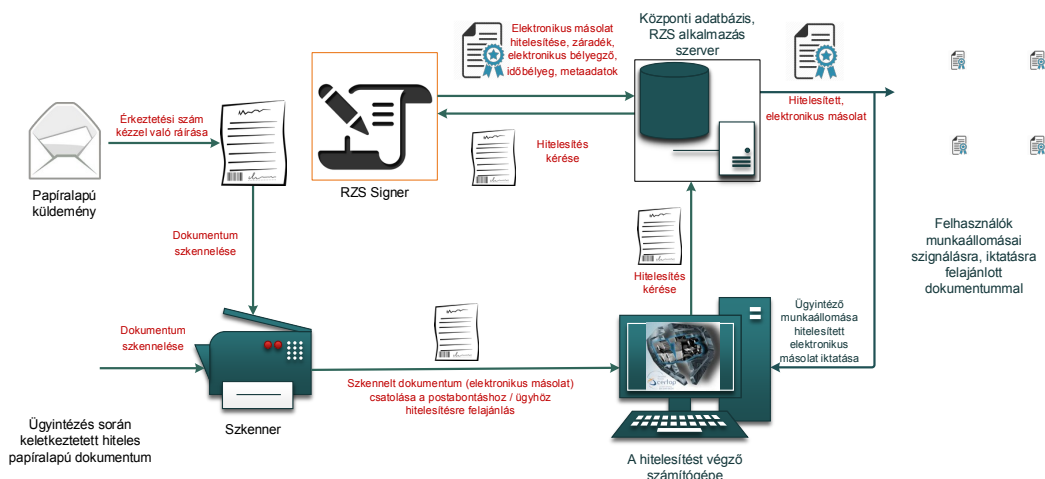 Elektronikus másolat
hitelesítése, záradék,
elektronikus bélyegző,
időbélyeg, metaadatok
Központi adatbázis,
RZS alkalmazás
szerver
Érkeztetési szám
kézzel való ráírása
Hitelesítés
kérése
Hitelesített,
elektronikus másolat
Papíralapú
küldemény
RZS Signer
Dokumentum
szkennelése
Hitelesítés
kérése
Felhasználók
munkaállomásai
szignálásra, iktatásra
felajánlott
dokumentummal
Dokumentum
szkennelése
Ügyintéző
munkaállomása
hitelesített
elektronikus
másolat iktatása
Szkennelt dokumentum (elektronikus másolat)
csatolása a postabontáshoz / ügyhöz
hitelesítésre felajánlás
Ügyintézés során
keletkeztetett hiteles
papíralapú dokumentum
Szkenner
A hitelesítést végző
számítógépe